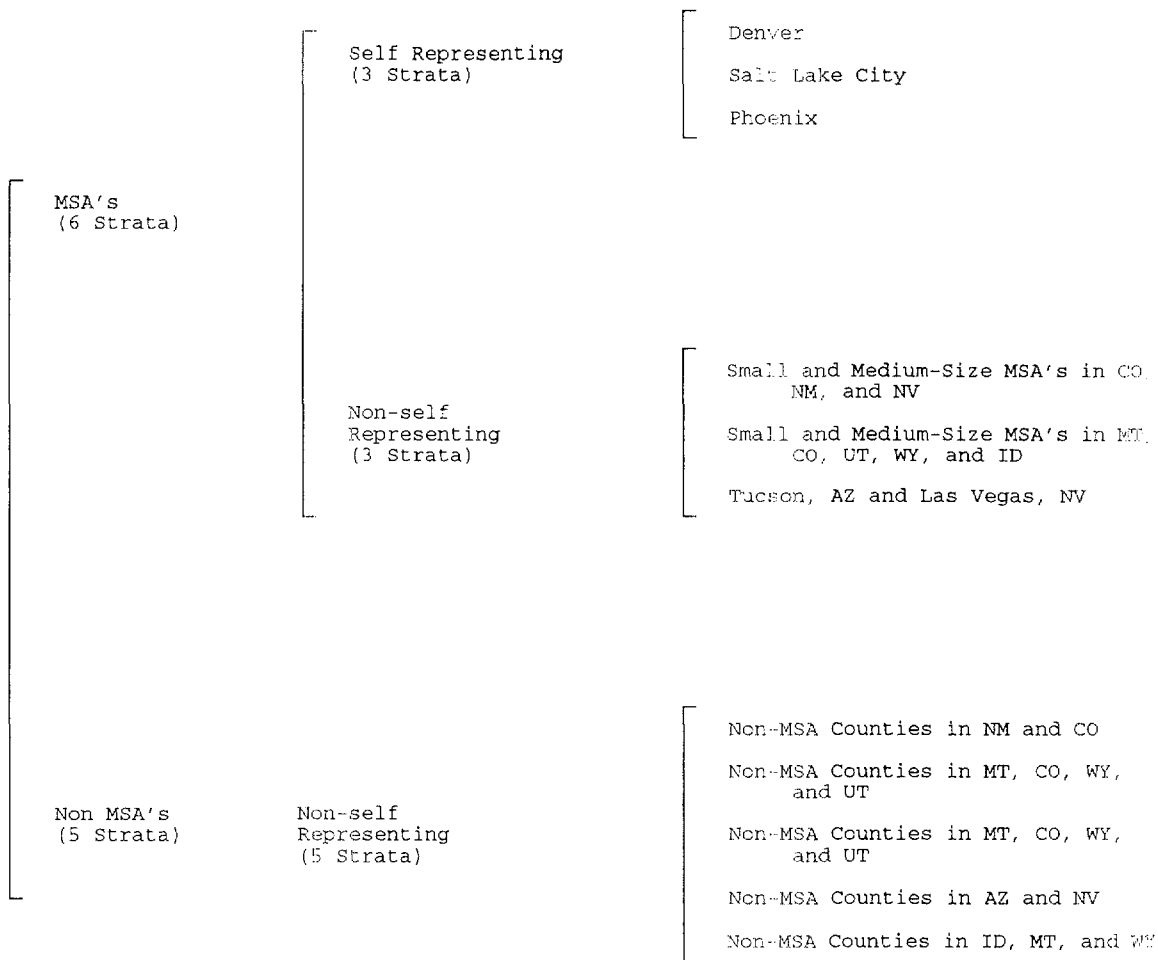 Self Representing
(3 Strata)
Denver
Salt Lake City
Phoenix
MSA's
(6 Strata)
Non-self
Representing
(3 Strata)
Small and Medium-Size MSA's in CO,
NM, and NV
Small and Medium-Size MSA's in MT,
CO, UT, WY, and ID
Tucson, AZ and Las Vegas, NV
Non MSA's
(5 Strata)
Non-self
Representing
(5 Strata)
Non-MSA Counties in NM and CO
Non-MSA Counties in MT, CO, WY,
and UT
Non-MSA Counties in MT, CO, WY,
and UT
Non-MSA Counties in AZ and NV
Non-MSA Counties in ID, MT, and WY